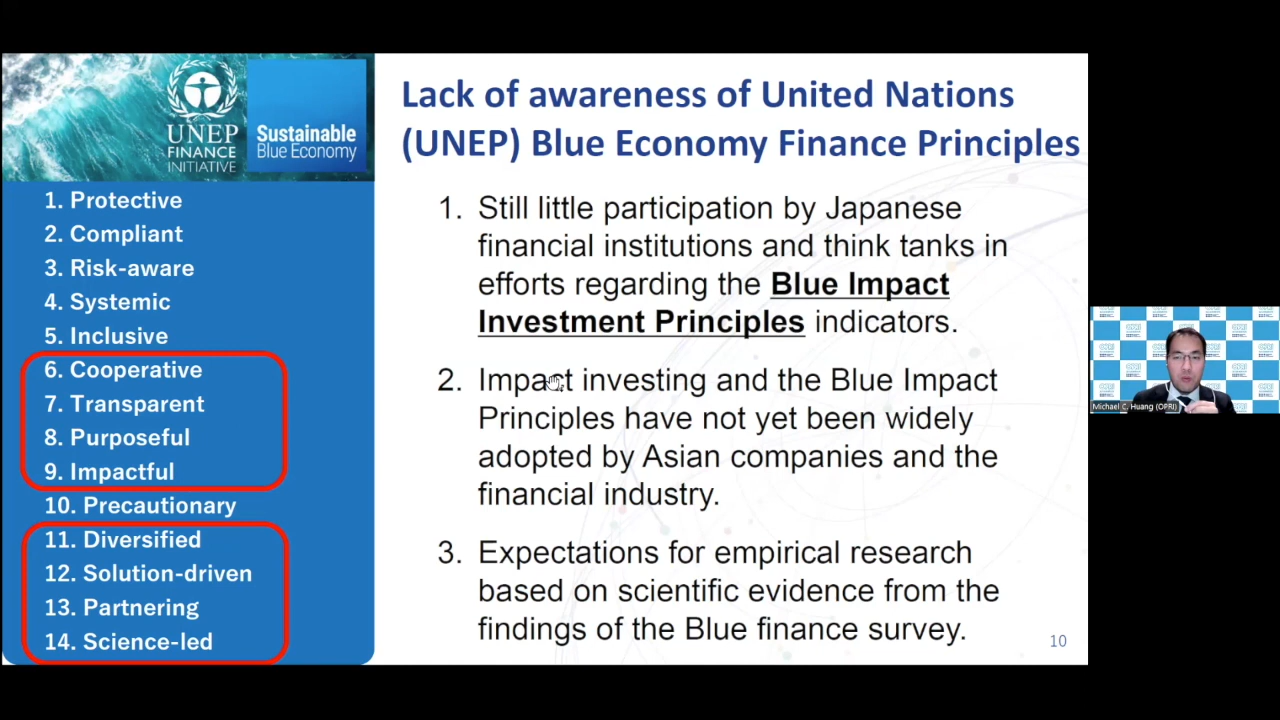 UNEP
FINANCE
INITIATIVE
Sustainable
Blue Economy
1. Protective
2. Compliant
3. Risk-aware
4. Systemic
5. Inclusive
6. Cooperative
7. Transparent
8. Purposeful
9. Impactful
10. Precautionary
11. Diversified
12. Solution-driven
13. Partnering
14. Science-led
Lack of awareness of United Nations
(UNEP) Blue Economy Finance Principles
1. Still little participation by Japanese
financial institutions and think tanks in
efforts regarding the Blue Impact
Investment Principles indicators.
2. Impact investing and the Blue Impact
Principles have not yet been widely
adopted by Asian companies and the
financial industry.
3. Expectations for empirical research
based on scientific evidence from the
findings of the Blue finance survey.
10
Michael C. Huang (OPRI)